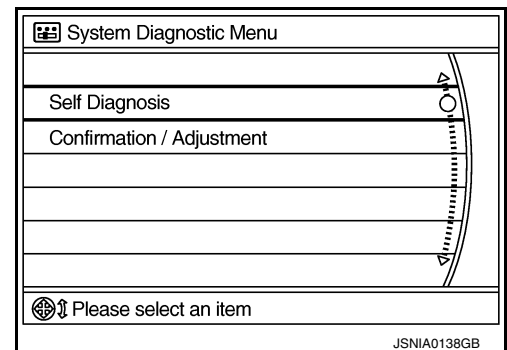 System Diagnostic Menu
Self Diagnosis
Confirmation / Adjustment
Please select an item
JSNIA0138GB